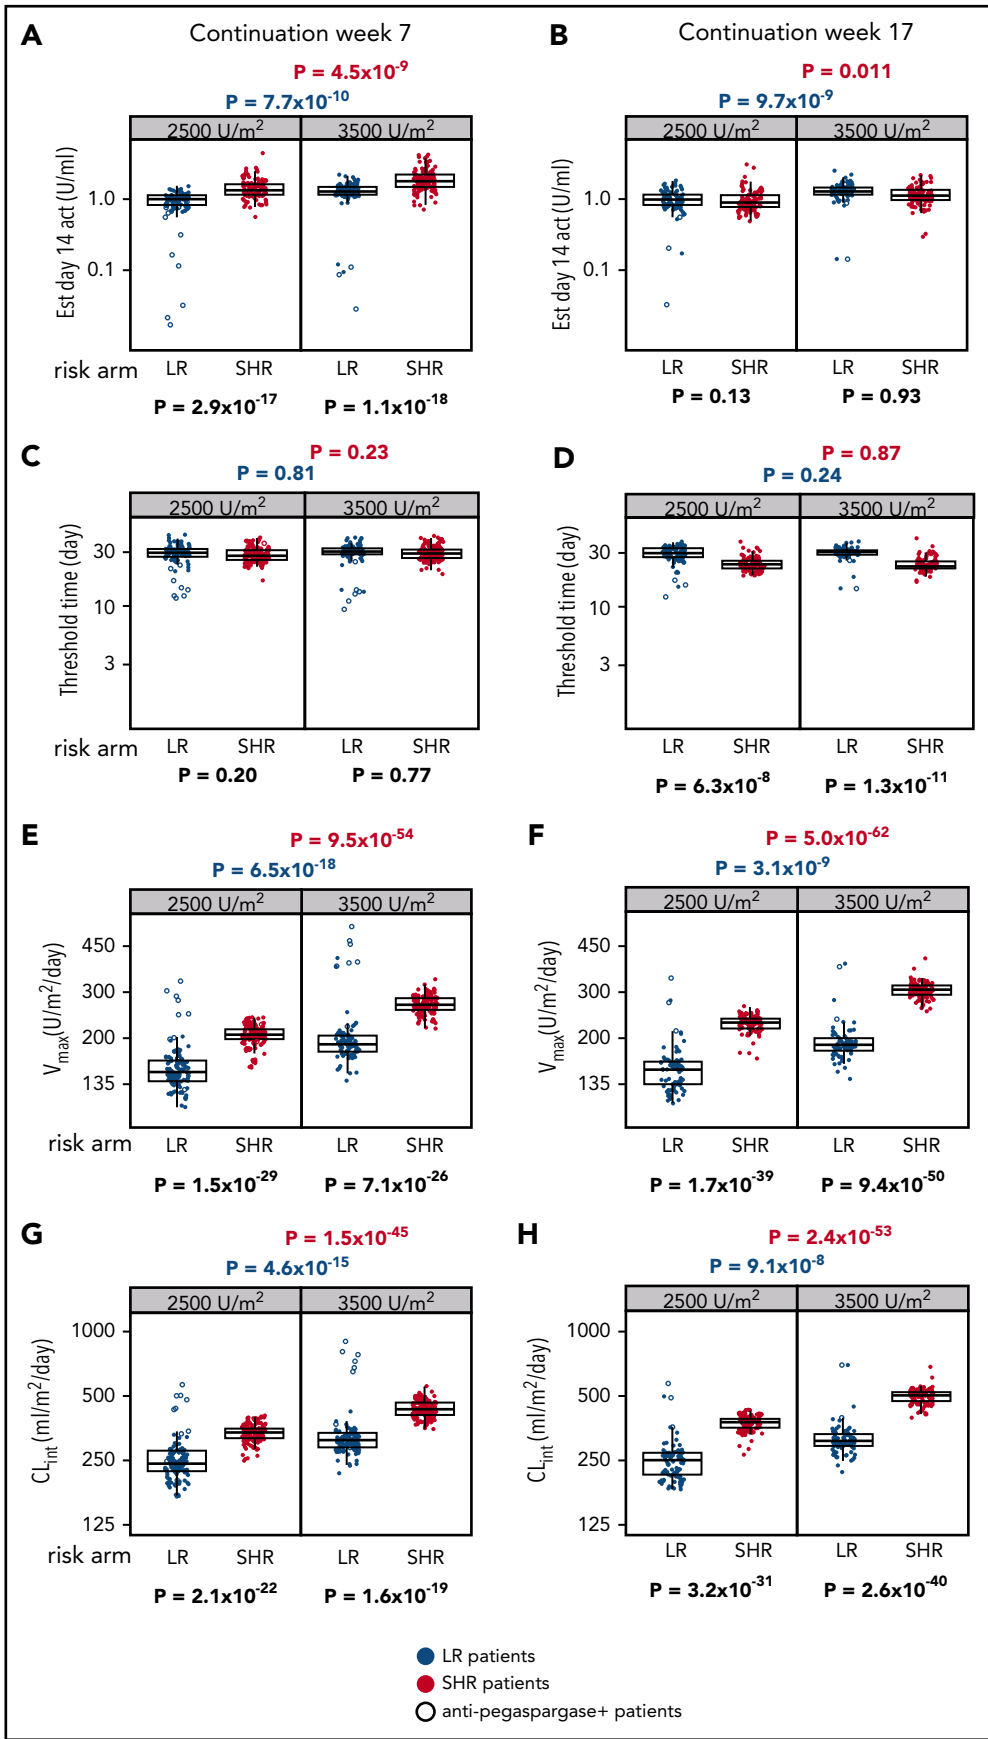 A Continuation week 7
P = 4.5x10⁻⁹
P = 7.7x10⁻¹⁰
2500 U/m² 3500 U/m²
Est day 14 act (U/ml)
1.0
0.1
risk arm LR SHR LR SHR
P = 2.9x10⁻¹⁷ P = 1.1x10⁻¹⁸
B Continuation week 17
P = 0.011
P = 9.7x10⁻⁹
2500 U/m² 3500 U/m²
Est day 14 act (U/ml)
1.0
0.1
LR SHR LR SHR
P = 0.13 P = 0.93
C
P = 0.23
P = 0.81
2500 U/m² 3500 U/m²
Threshold time (day)
30
10
3
risk arm LR SHR LR SHR
P = 0.20 P = 0.77
D
P = 0.87
P = 0.24
2500 U/m² 3500 U/m²
Threshold time (day)
30
10
3
LR SHR LR SHR
P = 6.3x10⁻⁸ P = 1.3x10⁻¹¹
E
P = 9.5x10⁻⁵⁴
P = 6.5x10⁻¹⁸
2500 U/m² 3500 U/m²
Vmax(U/m²/day)
450
300
200
135
risk arm LR SHR LR SHR
P = 1.5x10⁻²⁹ P = 7.1x10⁻²⁶
F
P = 5.0x10⁻⁶²
P = 3.1x10⁻⁹
2500 U/m² 3500 U/m²
Vmax(U/m²/day)
450
300
200
135
LR SHR LR SHR
P = 1.7x10⁻³⁹ P = 9.4x10⁻⁵⁰
G
P = 1.5x10⁻⁴⁵
P = 4.6x10⁻¹⁵
2500 U/m² 3500 U/m²
CLint (ml/m²/day)
1000
500
250
125
risk arm LR SHR LR SHR
P = 2.1x10⁻²² P = 1.6x10⁻¹⁹
H
P = 2.4x10⁻⁵³
P = 9.1x10⁻⁸
2500 U/m² 3500 U/m²
CLint (ml/m²/day)
1000
500
250
125
LR SHR LR SHR
P = 3.2x10⁻³¹ P = 2.6x10⁻⁴⁰
LR patients
SHR patients
anti-pegaspargase+ patients